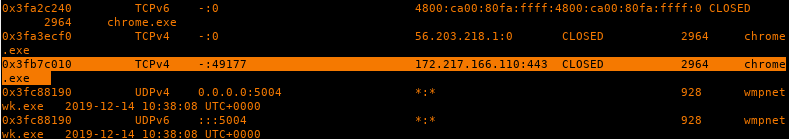 0x3fa2c240 TCPv6 -:0 4800:ca00:80fa:ffff:4800:ca00:80fa:ffff:0 CLOSED
2964 chrome.exe
0x3fa3ecf0 TCPv4 -:0 56.203.218.1:0 CLOSED 2964 chrome
.exe
0x3fb7c010 TCPv4 -:49177 172.217.166.110:443 CLOSED 2964 chrome
.exe
0x3fc88190 UDPv4 0.0.0.0:5004 *:* 928 wmpnet
wk.exe 2019-12-14 10:38:08 UTC+0000
0x3fc88190 UDPv6 :::5004 *:* 928 wmpnet
wk.exe 2019-12-14 10:38:08 UTC+0000